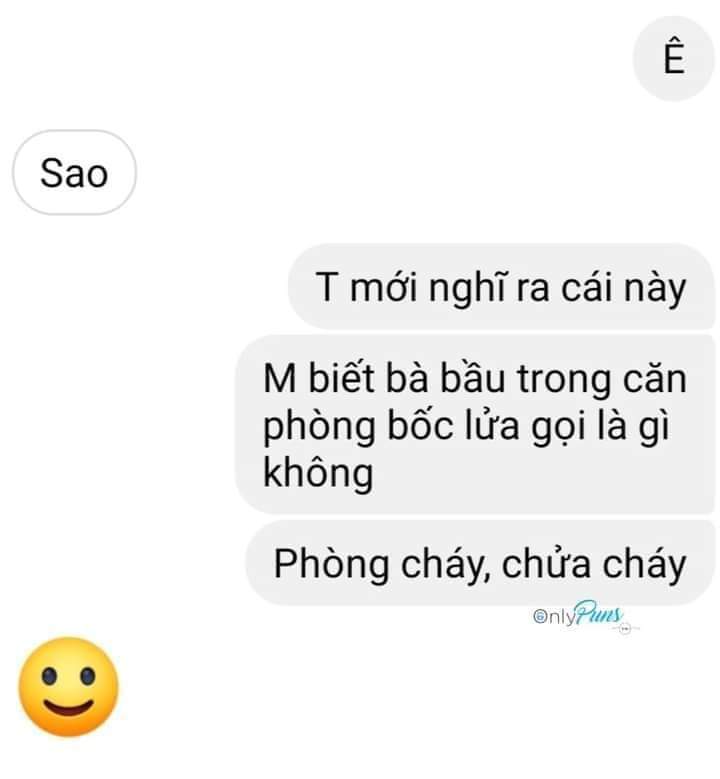 Ê
Sao
T mới nghĩ ra cái này
M biết bà bầu trong căn
phòng bốc lửa gọi là gì
không
Phòng cháy, chửa cháy
OnlyPuns